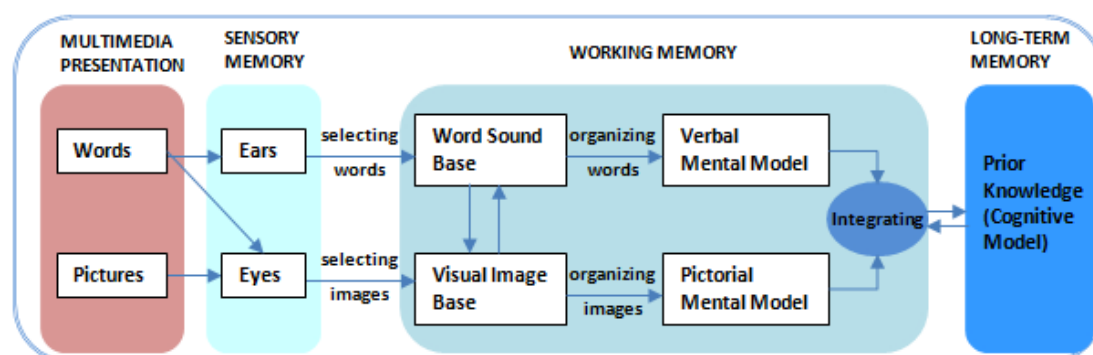 MULTIMEDIA
PRESENTATION
SENSORY
MEMORY
WORKING MEMORY
LONG-TERM
MEMORY
Words
Ears
selecting
words
Word Sound
Base
organizing
words
Verbal
Mental Model
Integrating
Prior
Knowledge
(Cognitive
Model)
Pictures
Eyes
selecting
images
Visual Image
Base
organizing
images
Pictorial
Mental Model